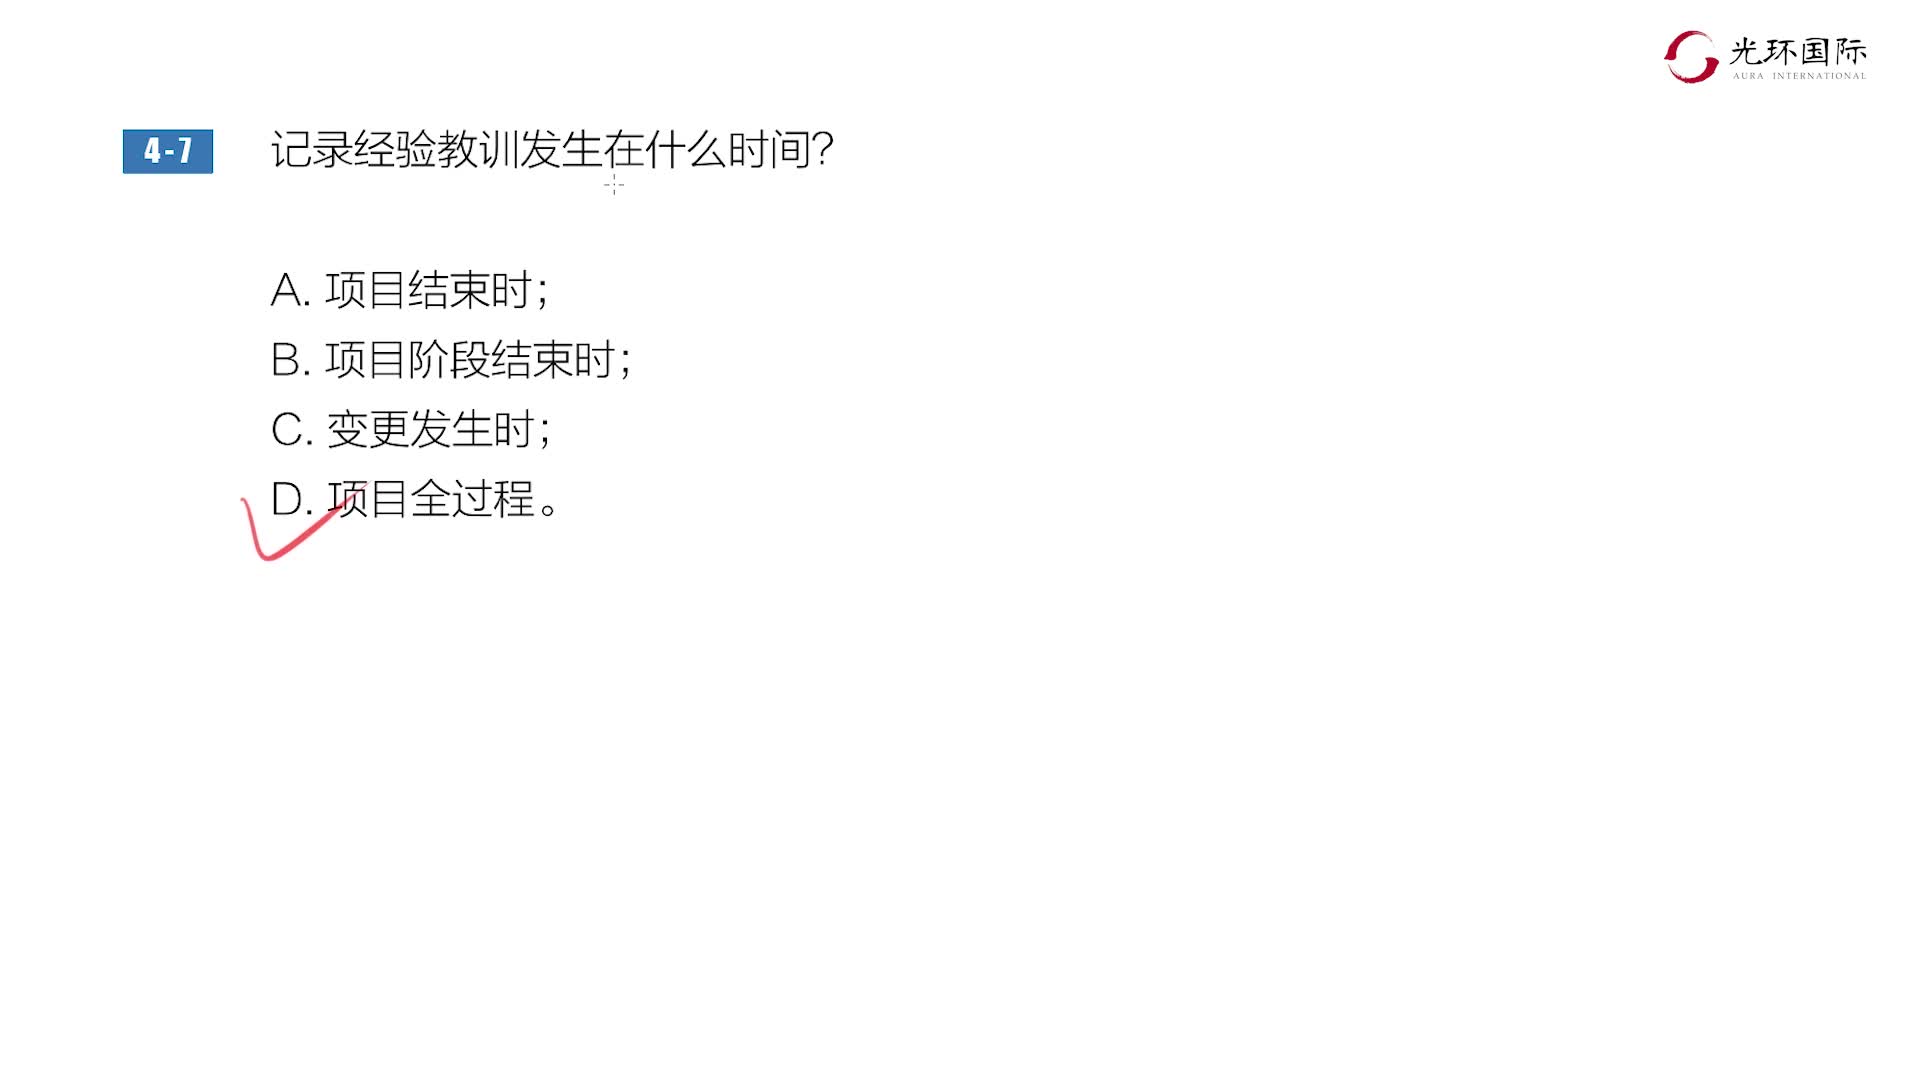 光环国际
AURA INTERNATIONAL
4-7
记录经验教训发生在什么时间？
A. 项目结束时；
B. 项目阶段结束时；
C. 变更发生时；
D. 项目全过程。